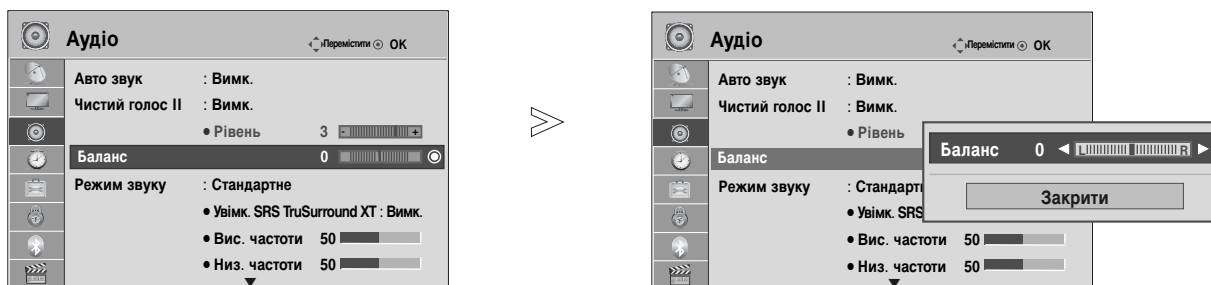 Аудіо Перемістити OK
Авто звук : Вимк.
Чистий голос II : Вимк.
• Рівень 3 - +
Баланс 0
Режим звуку : Стандартне
• Увімк. SRS TruSurround XT : Вимк.
• Вис. частоти 50
• Низ. частоти 50
Аудіо Перемістити OK
Авто звук : Вимк.
Чистий голос II : Вимк.
• Рівень
Баланс
Режим звуку : Стандартн
• Увімк. SRS
• Вис. частоти 50
• Низ. частоти 50
Баланс 0 L R
Закрити